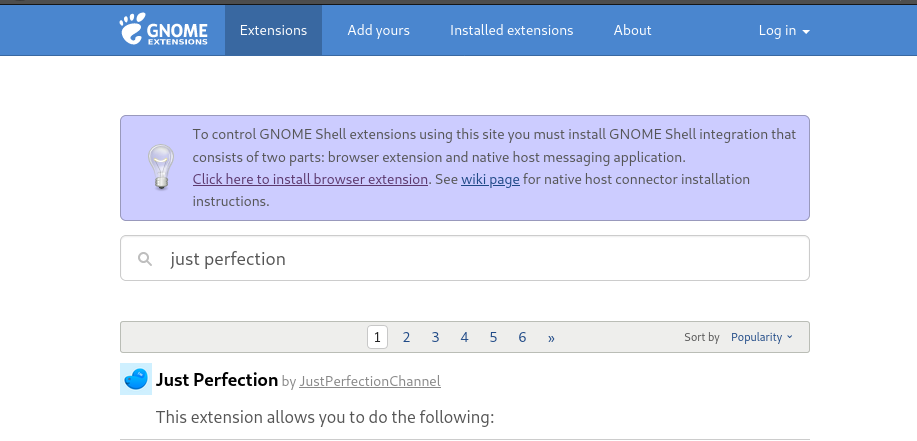 GNOME EXTENSIONS Extensions Add yours Installed extensions About Log in
To control GNOME Shell extensions using this site you must install GNOME Shell integration that
consists of two parts: browser extension and native host messaging application.
Click here to install browser extension. See wiki page for native host connector installation
instructions.
just perfection
1 2 3 4 5 6 » Sort by Popularity
Just Perfection by JustPerfectionChannel
This extension allows you to do the following: